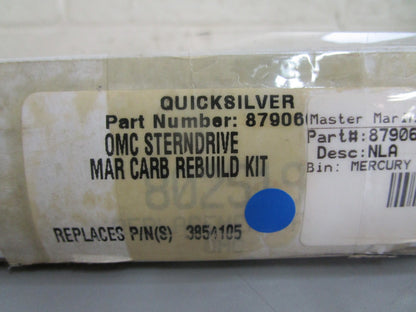 QUICKSILVER
Part Number: 87906
OMC STERNDRIVE
MAR CARB REBUILD KIT
REPLACES P/N(S) 3854105
(Master Marin
Part#:87906
Desc:NLA
Bin: MERCURY